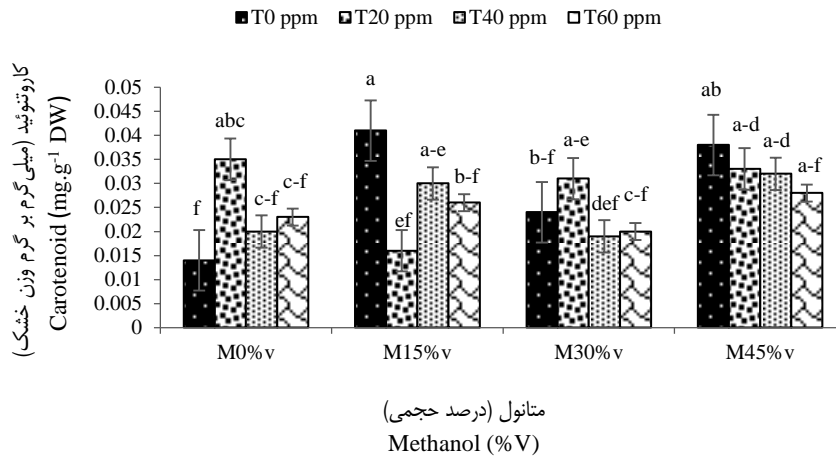 T0 ppm T20 ppm T40 ppm T60 ppm
کاروتنوئید (میلی گرم بر گرم وزن خشک)
Carotenoid (mg.g-1 DW)
0.05
0.045
0.04
0.035
0.03
0.025
0.02
0.015
0.01
0.005
0
f abc c-f c-f
a ef a-e b-f
b-f a-e def c-f
ab a-d a-d a-f
M0%v M15%v M30%v M45%v
متانول (درصد حجمی)
Methanol (%V)